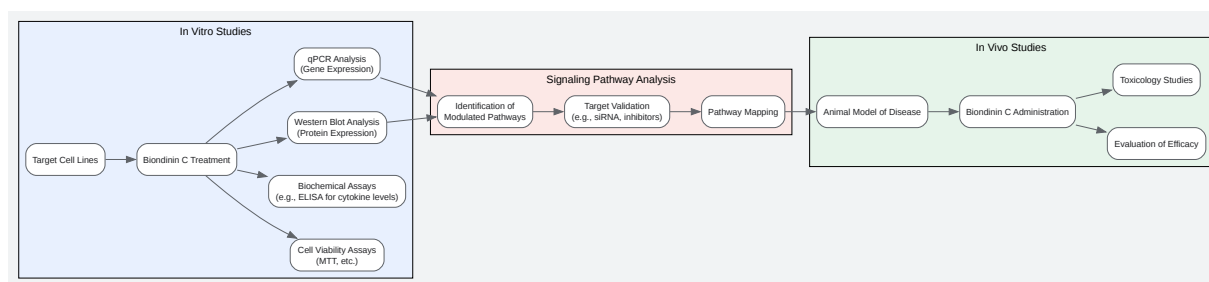 In Vitro Studies
Target Cell Lines
Biondinin C Treatment
qPCR Analysis
(Gene Expression)
Western Blot Analysis
(Protein Expression)
Biochemical Assays
(e.g., ELISA for cytokine levels)
Cell Viability Assays
(MTT, etc.)
Signaling Pathway Analysis
Identification of
Modulated Pathways
Target Validation
(e.g., siRNA, inhibitors)
Pathway Mapping
In Vivo Studies
Animal Model of Disease
Biondinin C Administration
Toxicology Studies
Evaluation of Efficacy